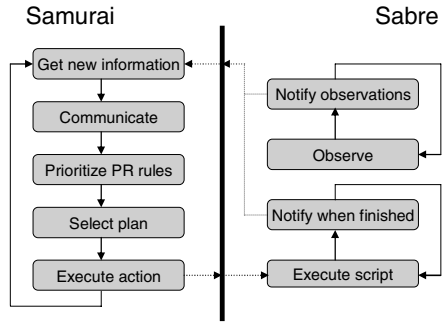 Samurai
Sabre
Get new information
Communicate
Prioritize PR rules
Select plan
Execute action
Notify observations
Observe
Notify when finished
Execute script